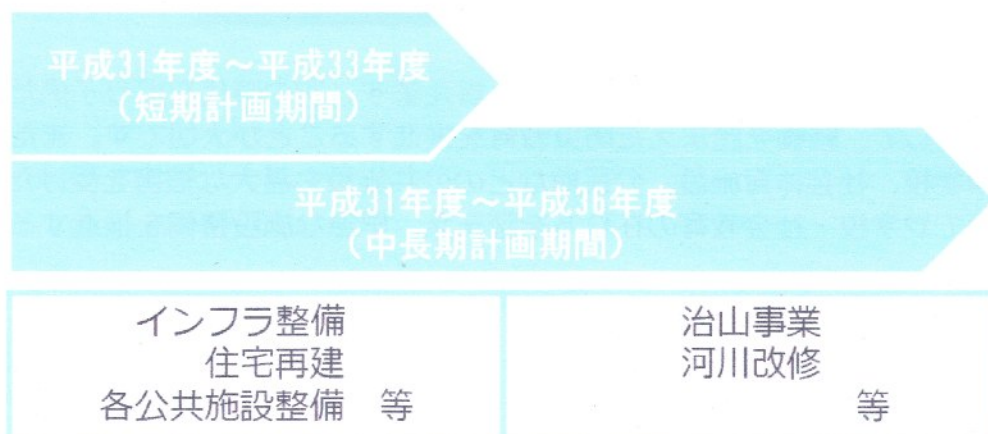 平成31年度～平成33年度
（短期計画期間）
平成31年度～平成36年度
（中長期計画期間）
インフラ整備
住宅再建
各公共施設整備　等
治山事業
河川改修
等